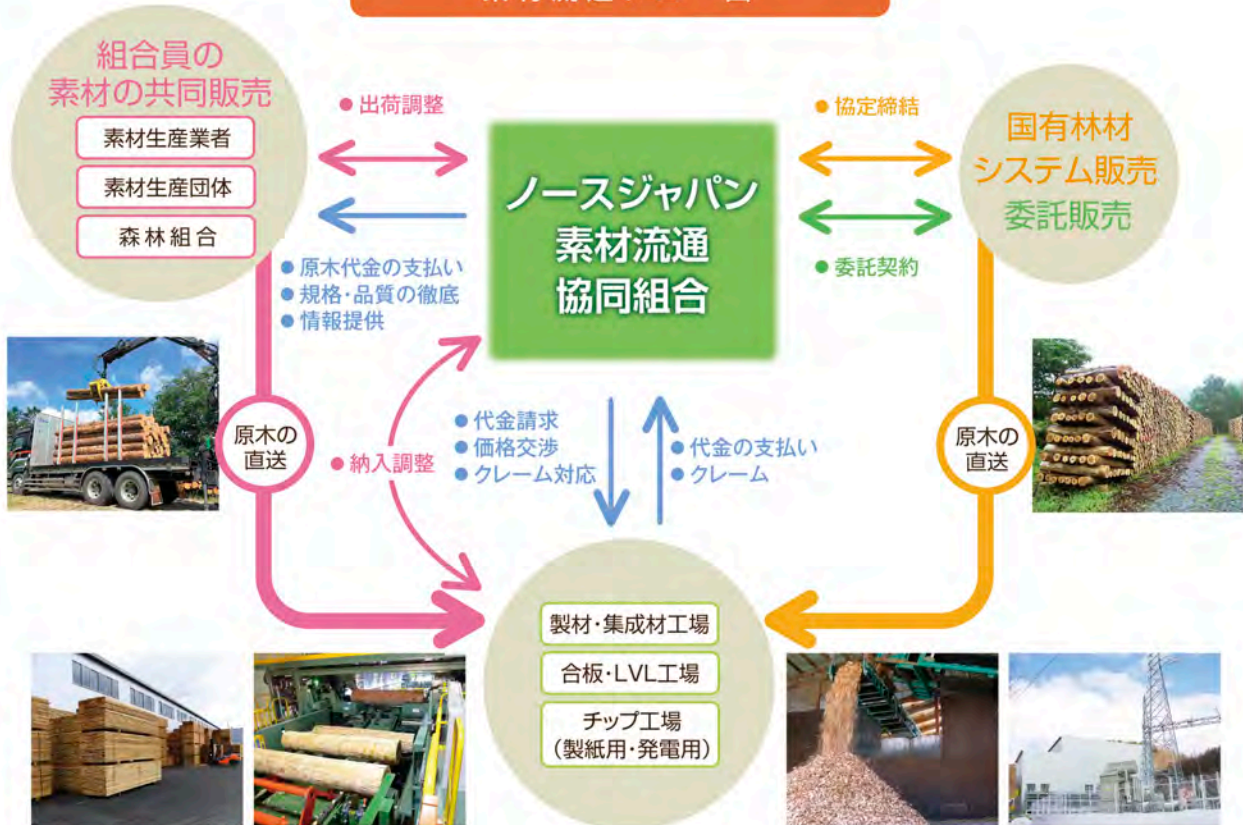 組合員の
素材の共同販売
素材生産業者
素材生産団体
森林組合
● 出荷調整
● 原木代金の支払い
● 規格・品質の徹底
● 情報提供
ノースジャパン
素材流通
協同組合
● 協定締結
● 委託契約
国有林材
システム販売
委託販売
原木の
直送
● 納入調整
● 代金請求
● 価格交渉
● クレーム対応
● 代金の支払い
● クレーム
原木の
直送
製材・集成材工場
合板・LVL工場
チップ工場
（製紙用・発電用）